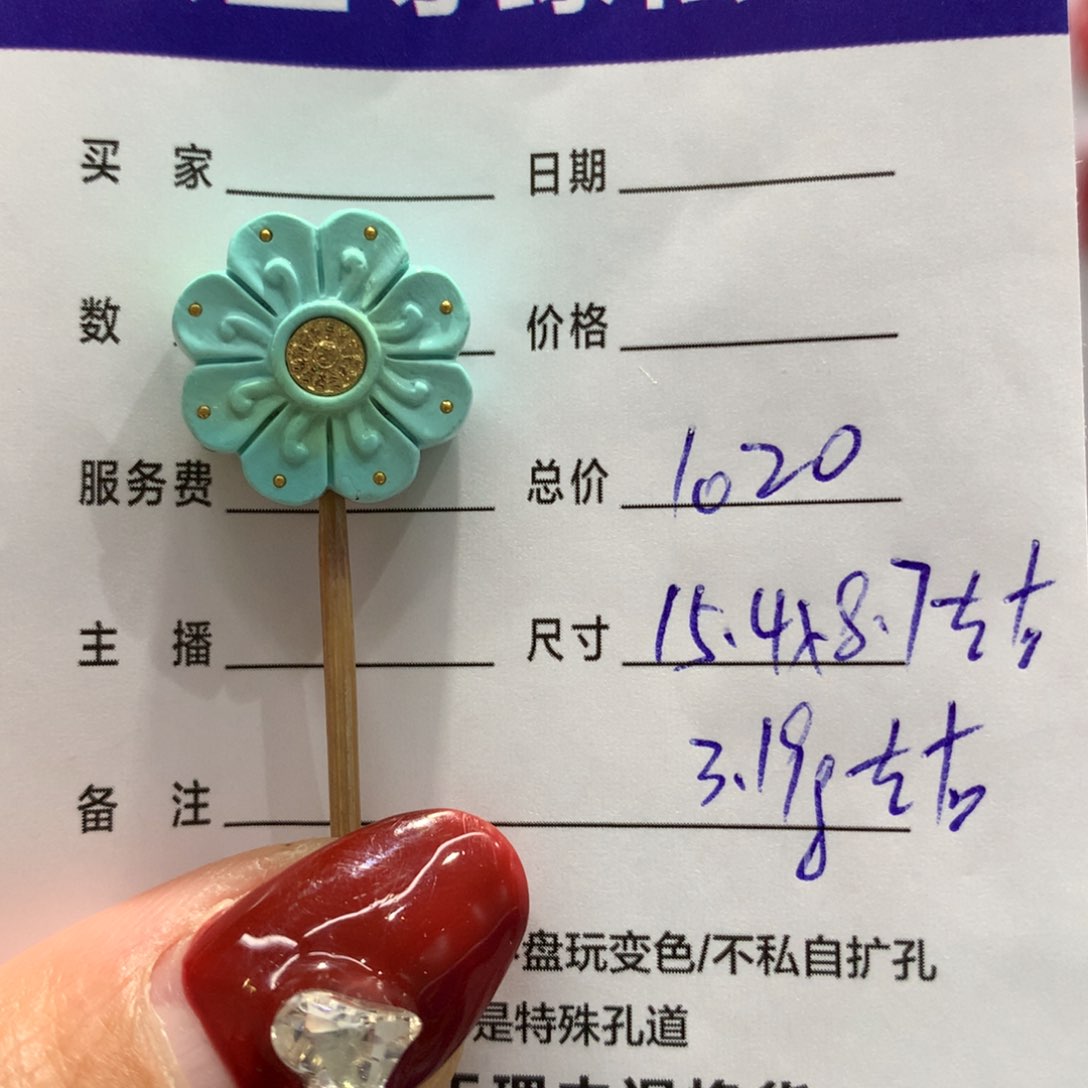 买 家 日期
数 价格
服务费 总价 1020
主 播 尺寸 15.4x8.7左右
3.19g左右
备 注
盘玩变色/不私自扩孔
是特殊孔道